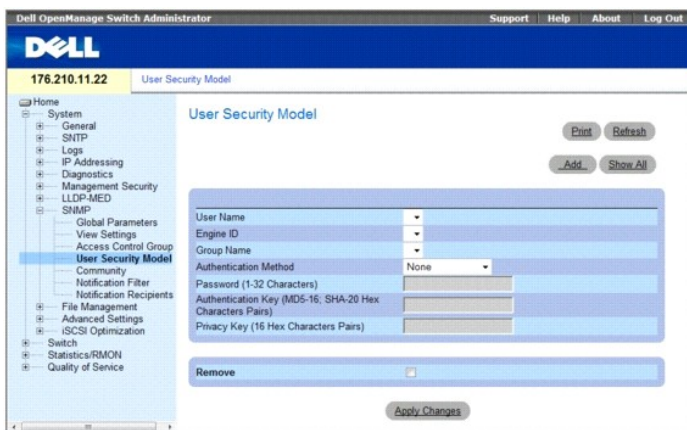 Dell OpenManage Switch Administrator
Support Help About Log Out
DELL
176.210.11.22
User Security Model
Home
System
General
SNTP
Logs
IP Addressing
Diagnostics
Management Security
LLDP-MED
SNMP
Global Parameters
View Settings
Access Control Group
User Security Model
Community
Notification Filter
Notification Recipients
File Management
Advanced Settings
iSCSI Optimization
Switch
Statistics/RMON
Quality of Service
User Security Model
Print Refresh
Add Show All
User Name
Engine ID
Group Name
Authentication Method None
Password (1-32 Characters)
Authentication Key (MD5-16; SHA-20 Hex
Characters Pairs)
Privacy Key (16 Hex Characters Pairs)
Remove
Apply Changes